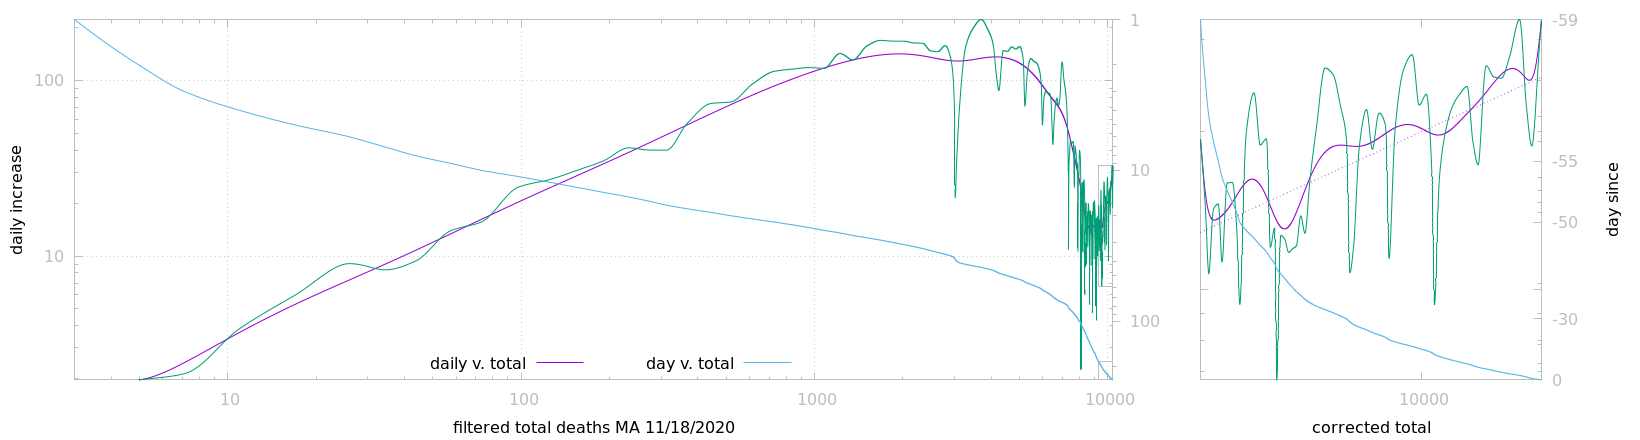 daily increase
100
10
10
100
1000
10000
1
10
100
daily v. total
day v. total
filtered total deaths MA 11/18/2020
-59
-55
-50
-30
0
day since
10000
corrected total